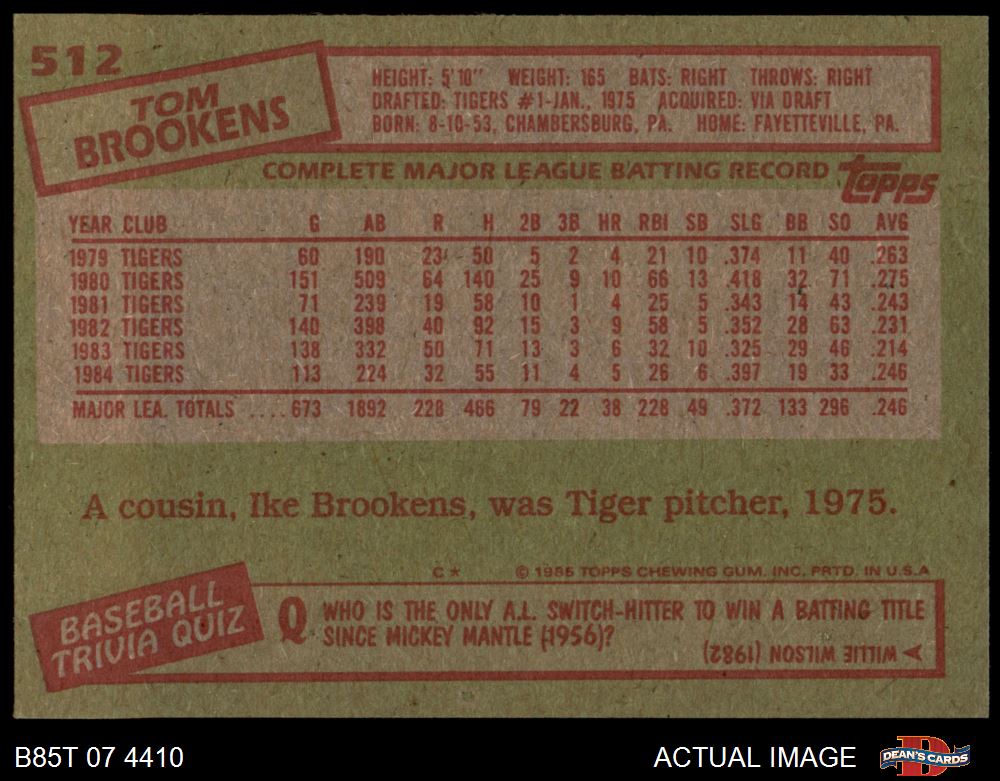 512
TOM
BROOKENS
HEIGHT: 5'10" WEIGHT: 165 BATS: RIGHT THROWS: RIGHT
DRAFTED: TIGERS #1-JAN., 1975 ACQUIRED: VIA DRAFT
BORN: 8-10-53, CHAMBERSBURG, PA. HOME: FAYETTEVILLE, PA.
COMPLETE MAJOR LEAGUE BATTING RECORD topps
YEAR CLUB G AB R H 2B 3B HR RBI SB SLG BB SO AVG
1979 TIGERS 60 190 23 50 5 2 4 21 10 .374 11 40 .263
1980 TIGERS 151 509 64 140 25 9 10 66 13 .418 32 71 .275
1981 TIGERS 71 239 19 58 10 1 4 25 5 .343 14 43 .243
1982 TIGERS 140 398 40 92 15 3 9 58 5 .352 28 63 .231
1983 TIGERS 138 332 50 71 13 3 6 32 10 .325 29 46 .214
1984 TIGERS 113 224 32 55 11 4 5 26 6 .397 19 33 .246
MAJOR LEA. TOTALS ....673 1892 228 466 79 22 38 228 49 .372 133 296 .246
A cousin, Ike Brookens, was Tiger pitcher, 1975.
C* © 1985 TOPPS CHEWING GUM, INC. PRTD. IN U.S.A
BASEBALL
TRIVIA QUIZ
Q WHO IS THE ONLY A.L. SWITCH-HITTER TO WIN A BATTING TITLE
SINCE MICKEY MANTLE (1956)?
A WILLIE WILSON (1982)
B85T 07 4410 ACTUAL IMAGE DEAN'S CARDS